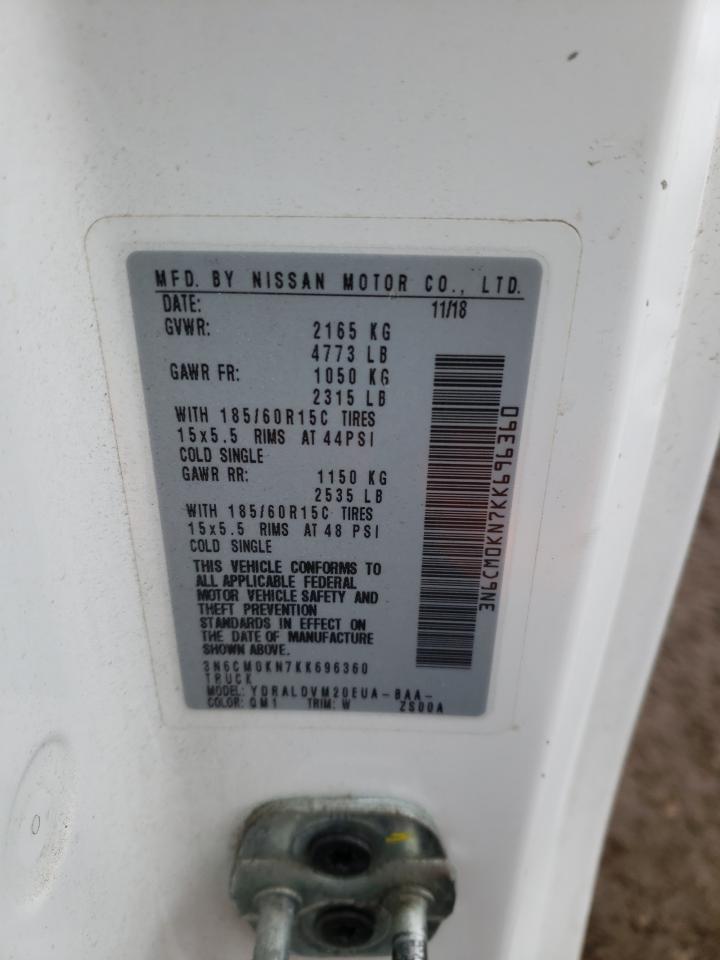 MFD. BY NISSAN MOTOR CO., LTD.
DATE: 11/18
GVWR: 2165 KG
4773 LB
GAWR FR: 1050 KG
2315 LB
WITH 185/60R15C TIRES
15x5.5 RIMS AT 44PSI
COLD SINGLE
GAWR RR: 1150 KG
2535 LB
WITH 185/60R15C TIRES
15x5.5 RIMS AT 48 PSI
COLD SINGLE
THIS VEHICLE CONFORMS TO
ALL APPLICABLE FEDERAL
MOTOR VEHICLE SAFETY AND
THEFT PREVENTION
STANDARDS IN EFFECT ON
THE DATE OF MANUFACTURE
SHOWN ABOVE.
3N6CM0KN7KK696360
TRUCK
MODEL: YDRALDVM20EUA-BAA-
COLOR: QM1 TRIM: W ZS00A
3N6CM0KN7KK696360